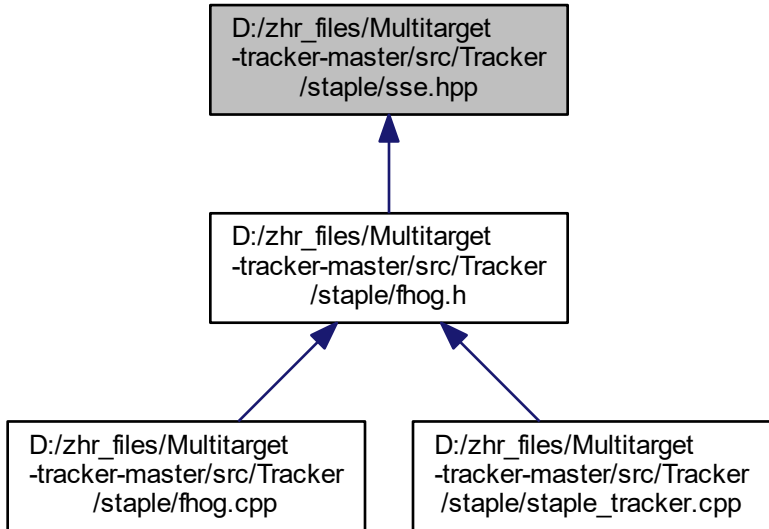 D:/zhr_files/Multitarget
-tracker-master/src/Tracker
/staple/sse.hpp
D:/zhr_files/Multitarget
-tracker-master/src/Tracker
/staple/fhog.h
D:/zhr_files/Multitarget
-tracker-master/src/Tracker
/staple/fhog.cpp
D:/zhr_files/Multitarget
-tracker-master/src/Tracker
/staple/staple_tracker.cpp